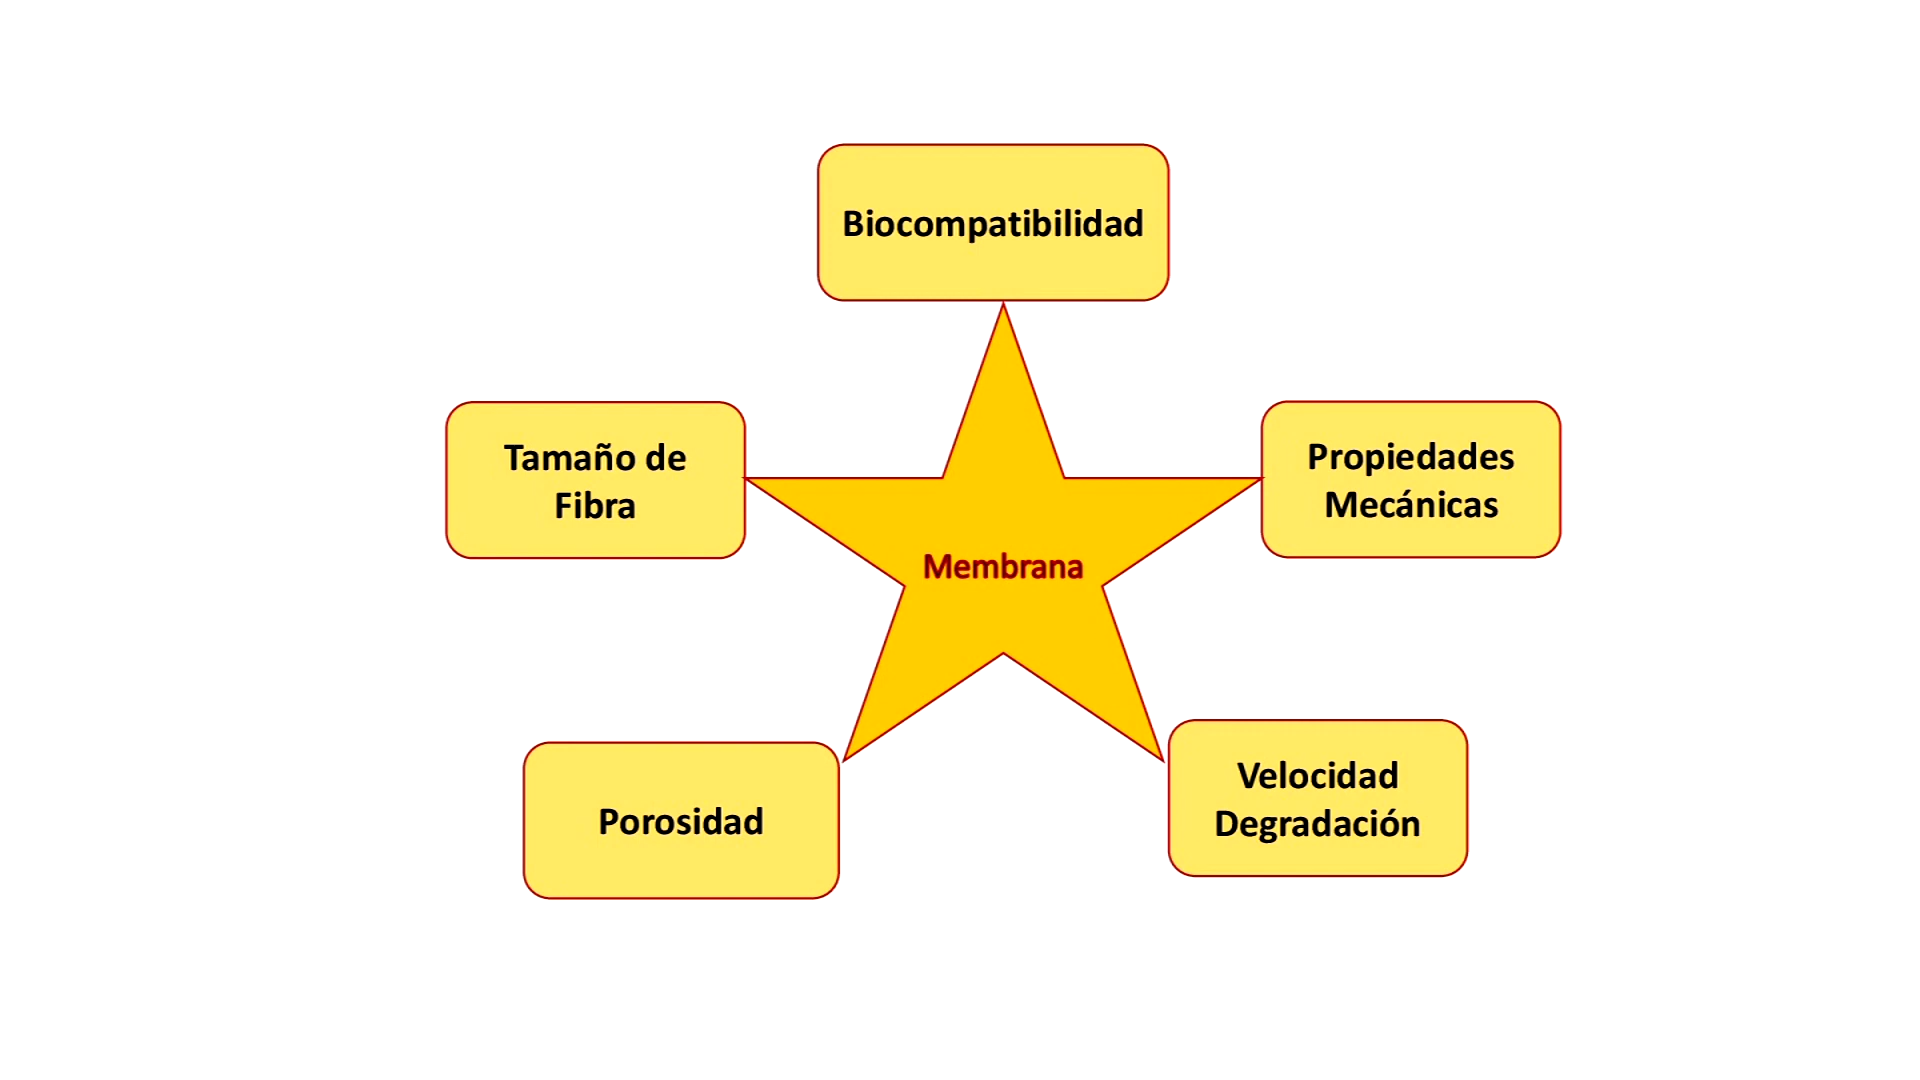 Biocompatibilidad
Tamaño de
Fibra
Propiedades
Mecánicas
Membrana
Porosidad
Velocidad
Degradación